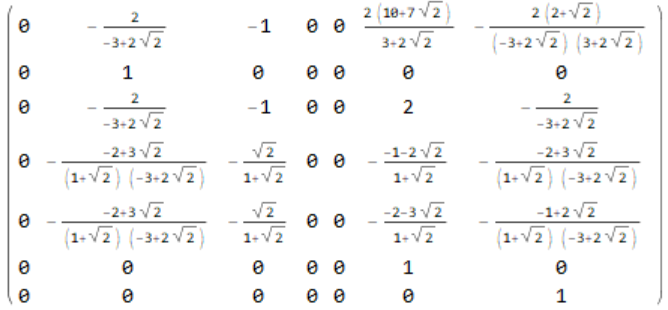 0 -2/(-3+2√2) -1 0 0 2(10+7√2)/(3+2√2) -2(2+√2)/((-3+2√2)(3+2√2))
0 1 0 0 0 0 0
0 -2/(-3+2√2) -1 0 0 2 -2/(-3+2√2)
0 -(-2+3√2)/((1+√2)(-3+2√2)) -√2/(1+√2) 0 0 -(-1-2√2)/(1+√2) -(-2+3√2)/((1+√2)(-3+2√2))
0 -(-2+3√2)/((1+√2)(-3+2√2)) -√2/(1+√2) 0 0 -(-2-3√2)/(1+√2) -(-1+2√2)/((1+√2)(-3+2√2))
0 0 0 0 0 1 0
0 0 0 0 0 0 1